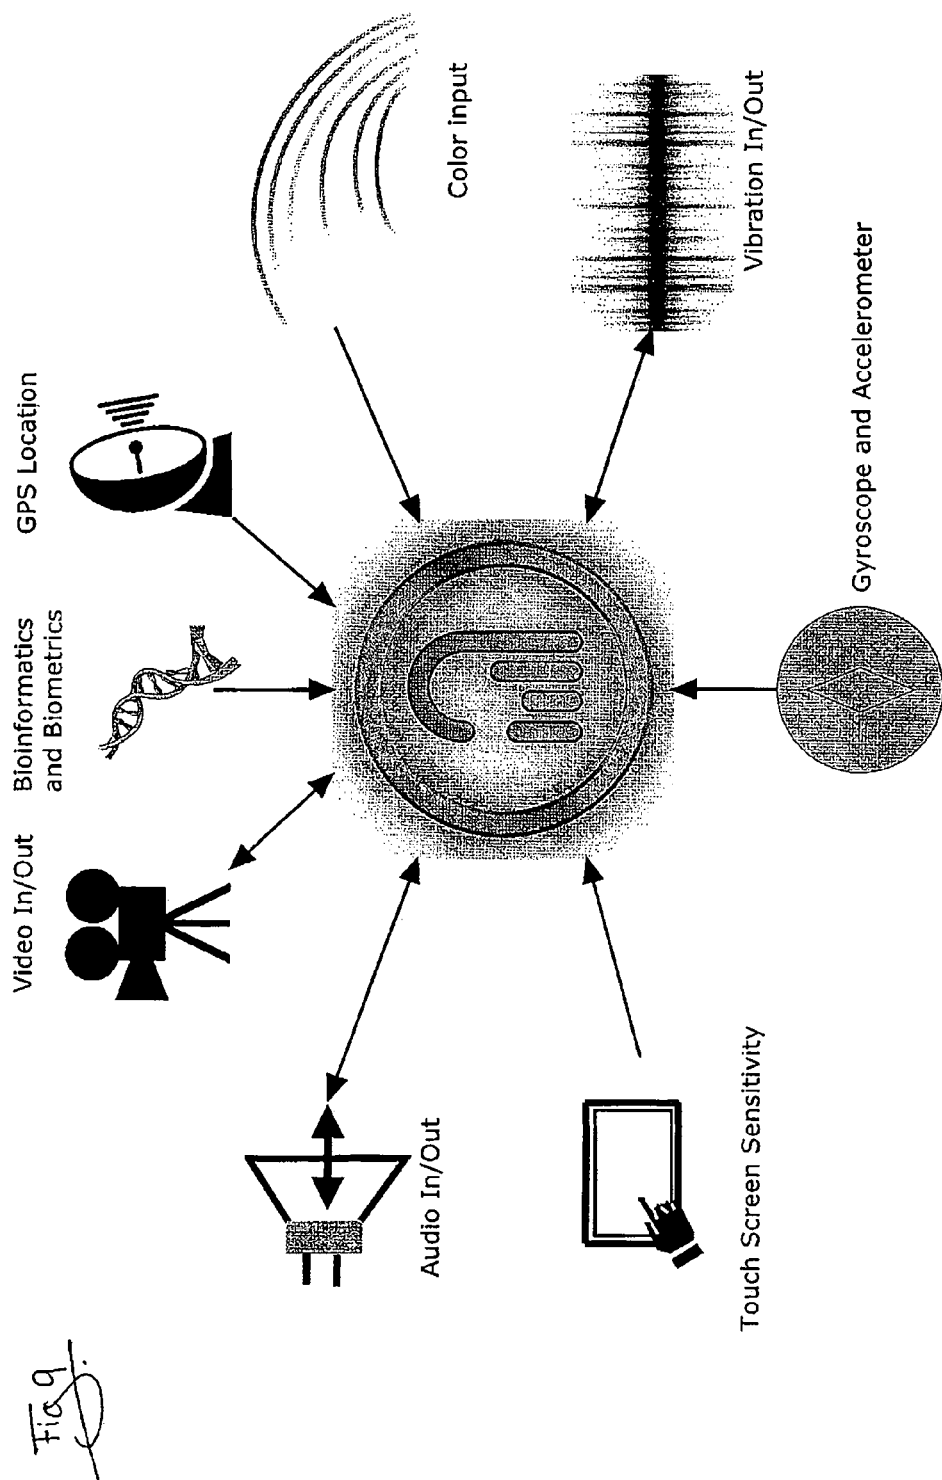 Fig 9.
Video In/Out
Bioinformatics
and Biometrics
GPS Location
Audio In/Out
Color input
Touch Screen Sensitivity
Vibration In/Out
Gyroscope and Accelerometer